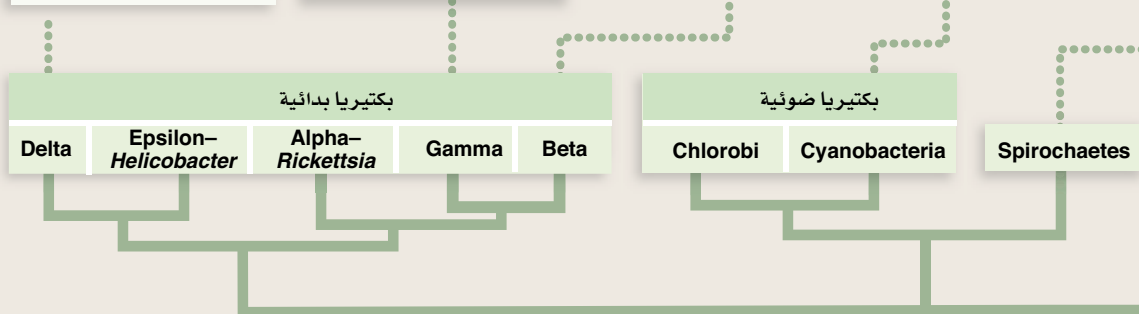 بكتيريا بدائية
Delta
Epsilon–
Helicobacter
Alpha–
Rickettsia
Gamma
Beta
بكتيريا ضوئية
Chlorobi
Cyanobacteria
Spirochaetes